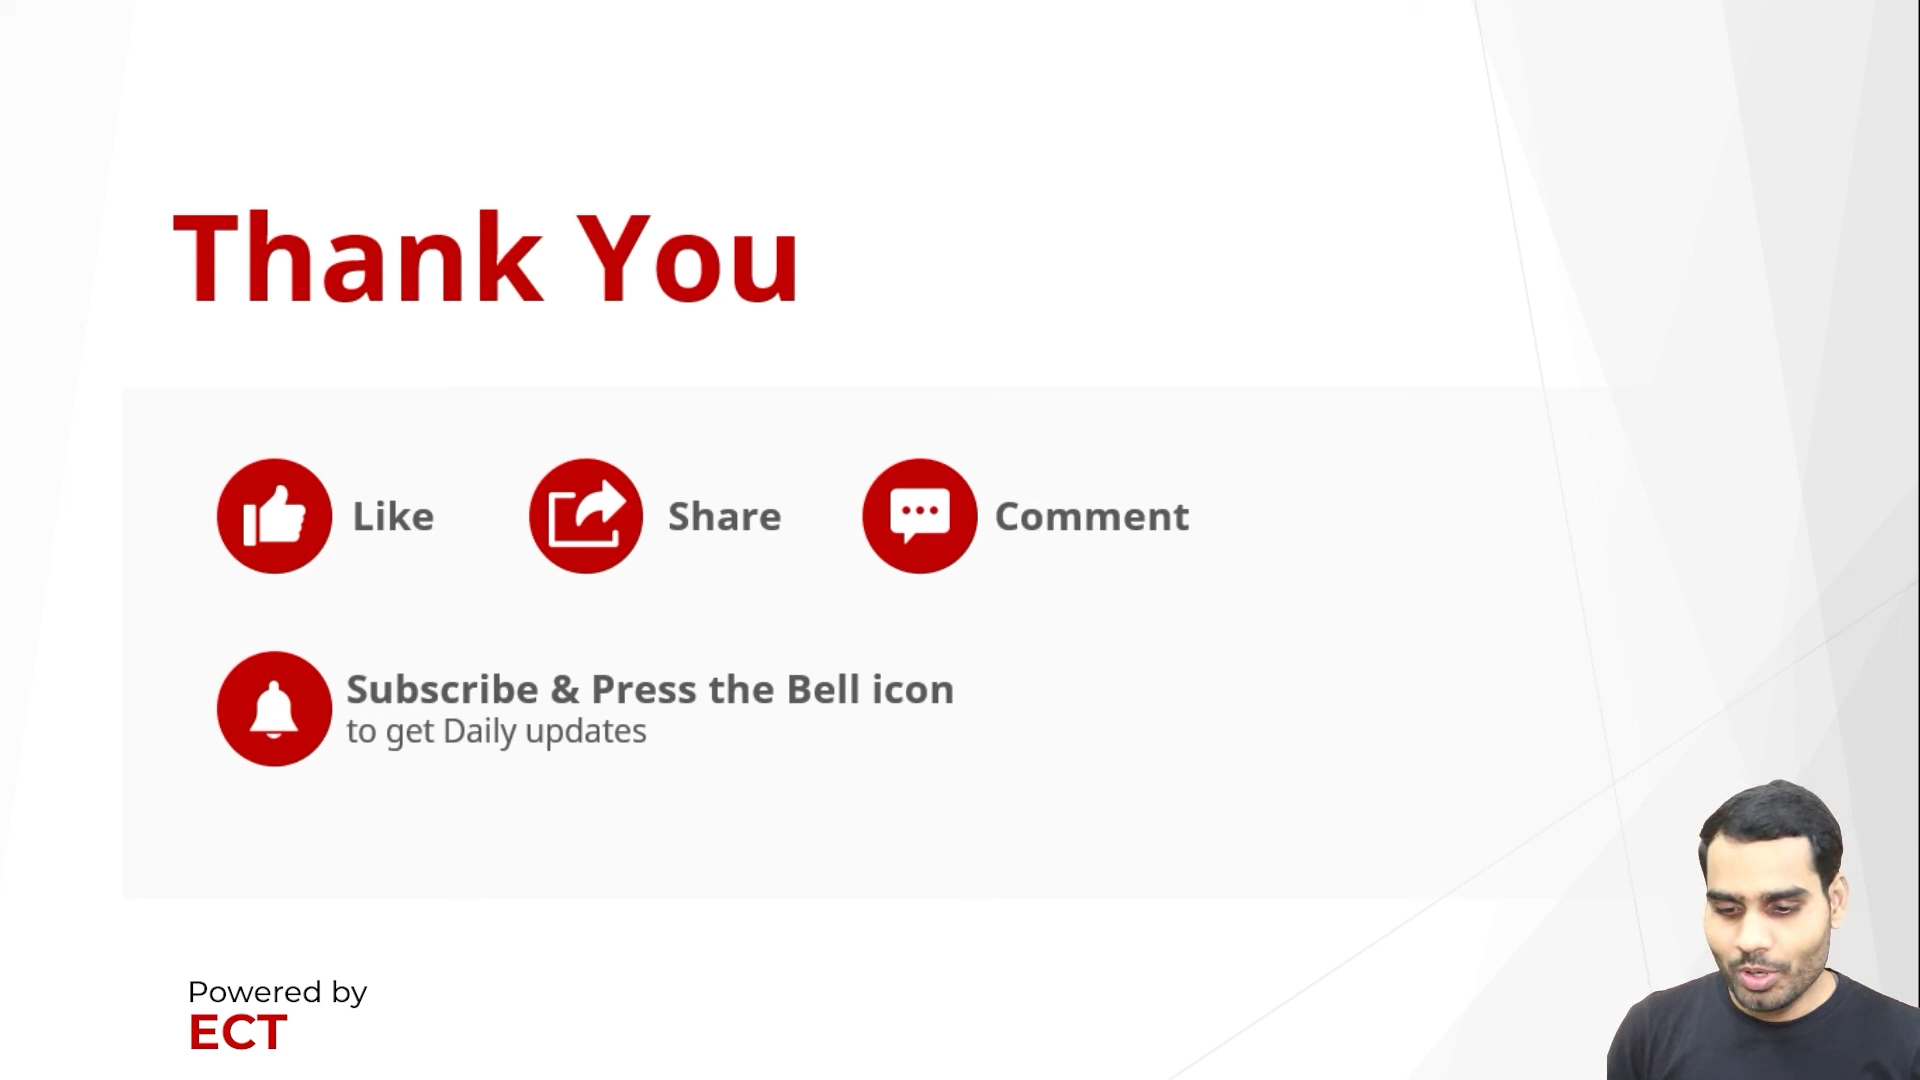 Thank You
Like
Share
Comment
Subscribe & Press the Bell icon
to get Daily updates
Powered by
ECT